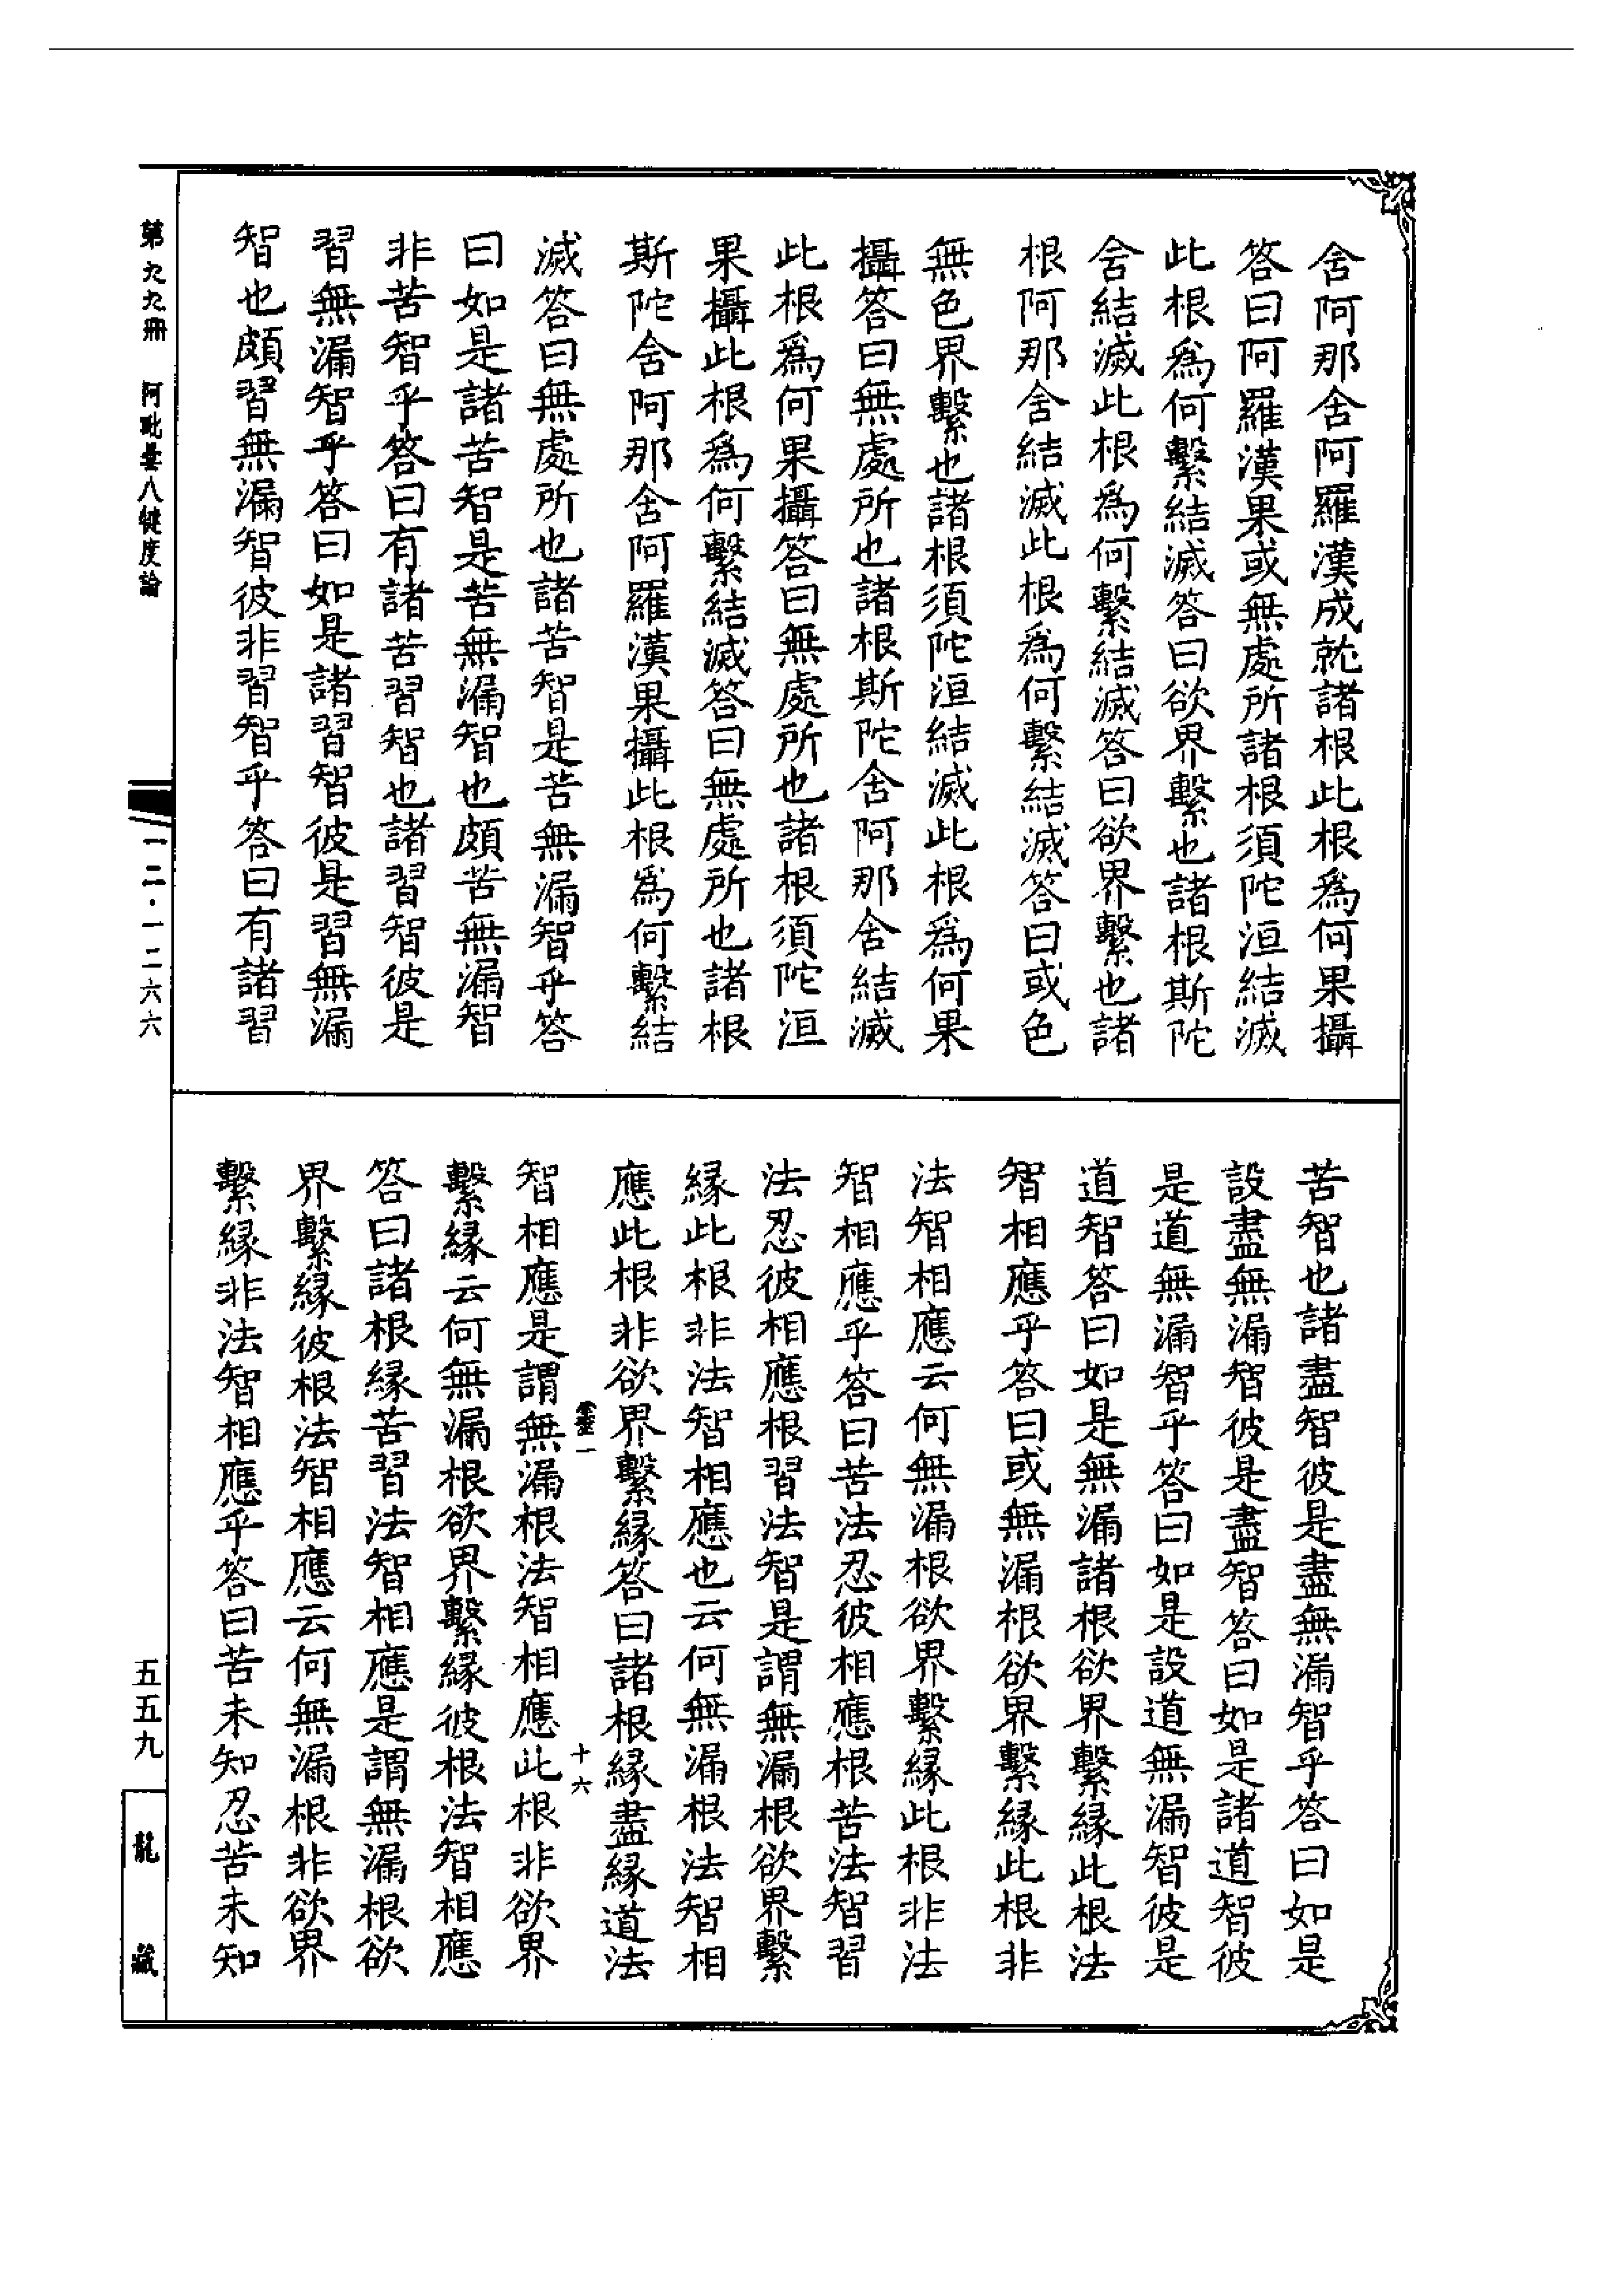 舍阿那舍阿羅漢成就諸根此根爲何果攝
答曰阿羅漢果或無處所諸根須陀洹結滅
此根爲何繫結滅答曰欲界繫也諸根斯陀
舍結滅此根爲何繫結滅答曰欲界繫也諸
根阿那舍結滅此根爲何繫結滅答曰或色
無色界繫也諸根須陀洹結滅此根爲何果
攝答曰無處所也諸根斯陀舍阿那舍結滅
此根爲何果攝答曰無處所也諸根須陀洹
果攝此根爲何繫結滅答曰無處所也諸根
斯陀舍阿那舍阿羅漢果攝此根爲何繫結
滅答曰無處所也諸苦智是苦無漏智乎答
曰如是諸苦智是苦無漏智也頗苦無漏智
非苦智乎答曰有諸苦習智也諸習智彼是
習無漏智乎答曰如是諸習智彼是習無漏
智也頗習無漏智彼非習智乎答曰有諸習
苦智也諸盡智彼是盡無漏智乎答曰如是
設盡無漏智彼是盡智答曰如是諸道智彼
是道無漏智乎答曰如是設道無漏智彼是
道智答曰如是無漏諸根欲界繫緣此根法
智相應乎答曰或無漏根欲界繫緣此根非
法智相應云何無漏根欲界繫緣此根非法
智相應乎答曰苦法忍彼相應根苦法智習
法忍彼相應根習法智是謂無漏根欲界繫
緣此根非法智相應也云何無漏根法智相
應此根非欲界繫緣答曰諸根緣盡緣道法
智相應是謂無漏根法智相應此根非欲界
繫緣云何無漏根欲界繫緣彼根法智相應
答曰諸根緣苦習法智相應是謂無漏根欲
界繫緣彼根法智相應云何無漏根非欲界
繫緣非法智相應乎答曰苦未知忍苦未知
十六
第九九冊 阿毗曇八犍度論
一二·一二六六
五五九
龍藏